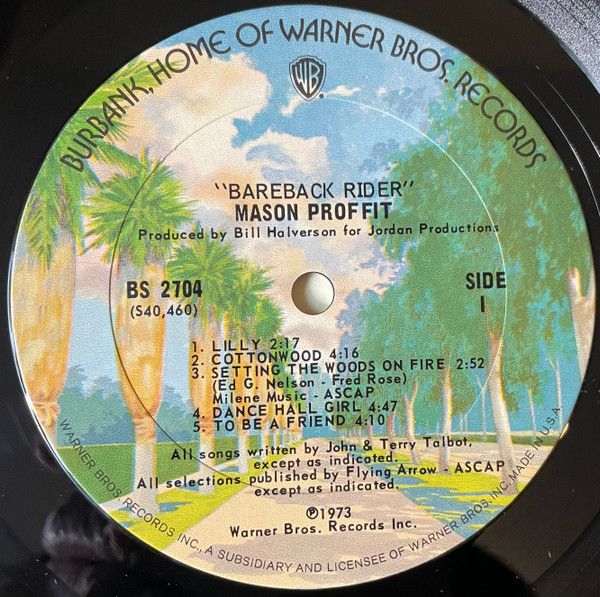 BURBANK, HOME OF WARNER BROS. RECORDS
WB
"BAREBACK RIDER"
MASON PROFFIT
Produced by Bill Halverson for Jordan Productions
BS 2704
(S40,460)
SIDE
1
1. LILLY 2:17
2. COTTONWOOD 4:16
3. SETTING THE WOODS ON FIRE 2:52
(Ed G. Nelson - Fred Rose)
Milene Music - ASCAP
4. DANCE HALL GIRL 4:47
5. TO BE A FRIEND 4:10
All songs written by John & Terry Talbot,
except as indicated.
All selections published by Flying Arrow - ASCAP
except as indicated.
℗1973
Warner Bros. Records Inc.
WARNER BROS. RECORDS INC., A SUBSIDIARY AND LICENSEE OF WARNER BROS. INC. MADE IN U.S.A.